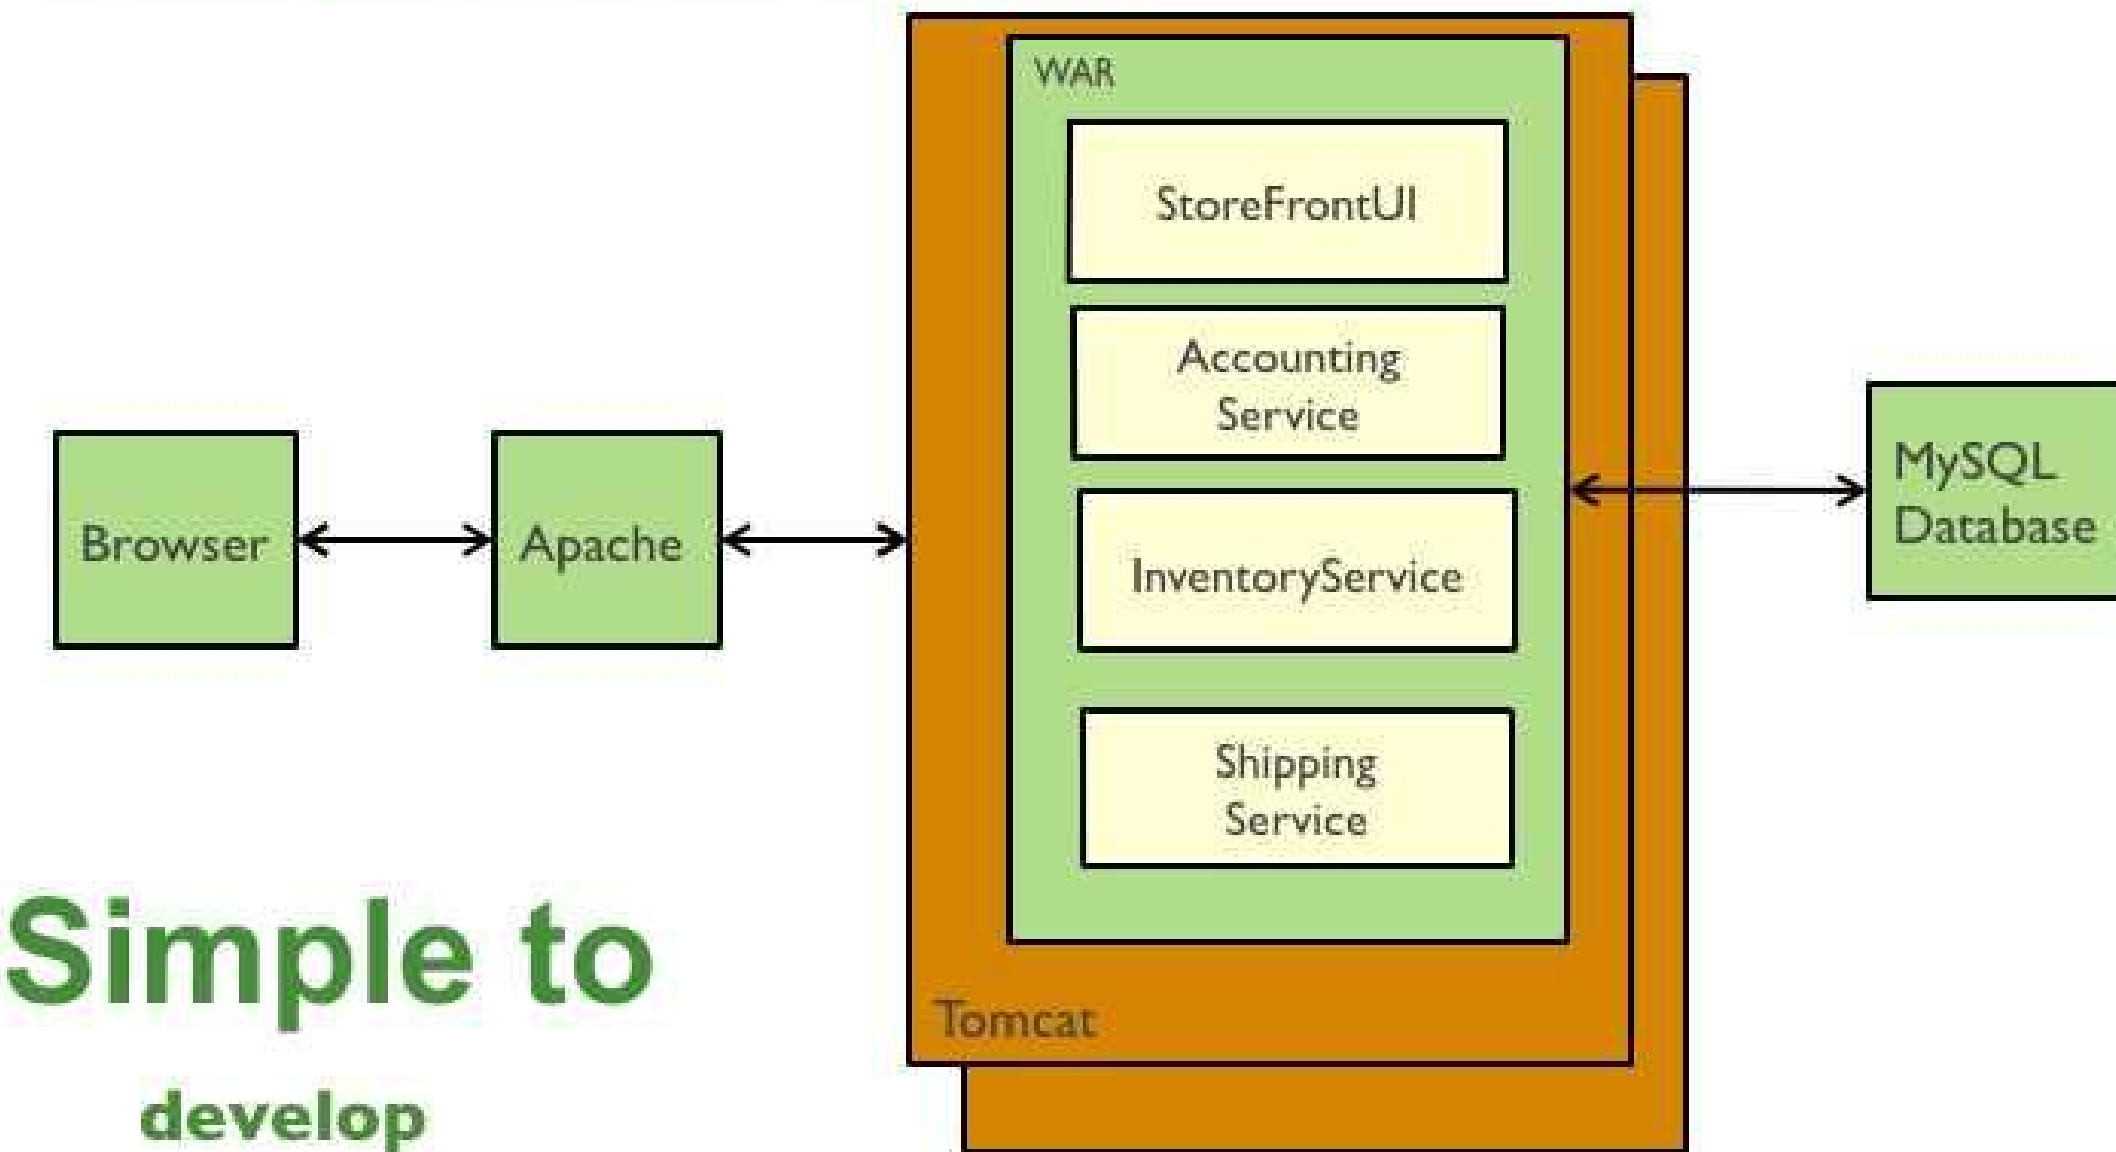 WAR
StoreFrontUI
Accounting
Service
InventoryService
Shipping
Service
Tomcat
Browser
Apache
MySQL
Database
Simple to
develop